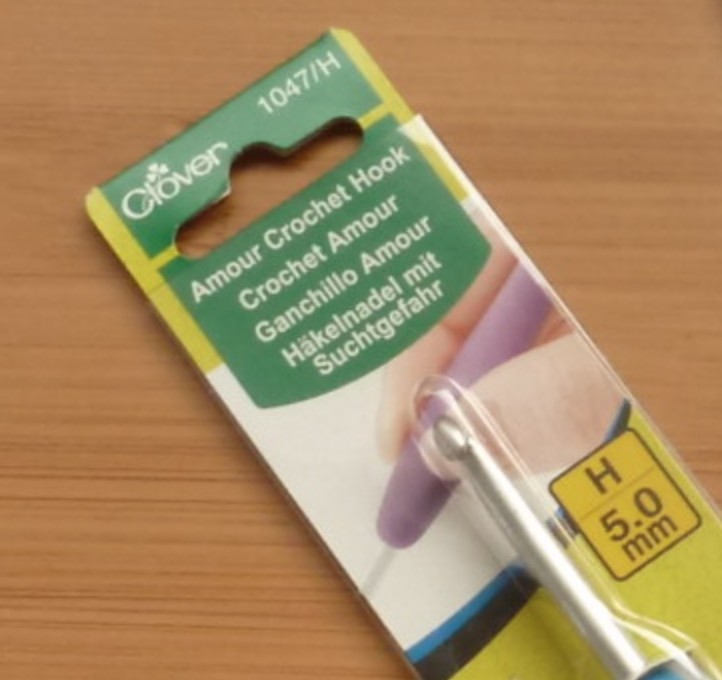 1047/H
Clover
Amour Crochet Hook
Crochet Amour
Ganchillo Amour
Häkelnadel mit
Suchtgefahr
H
5.0
mm